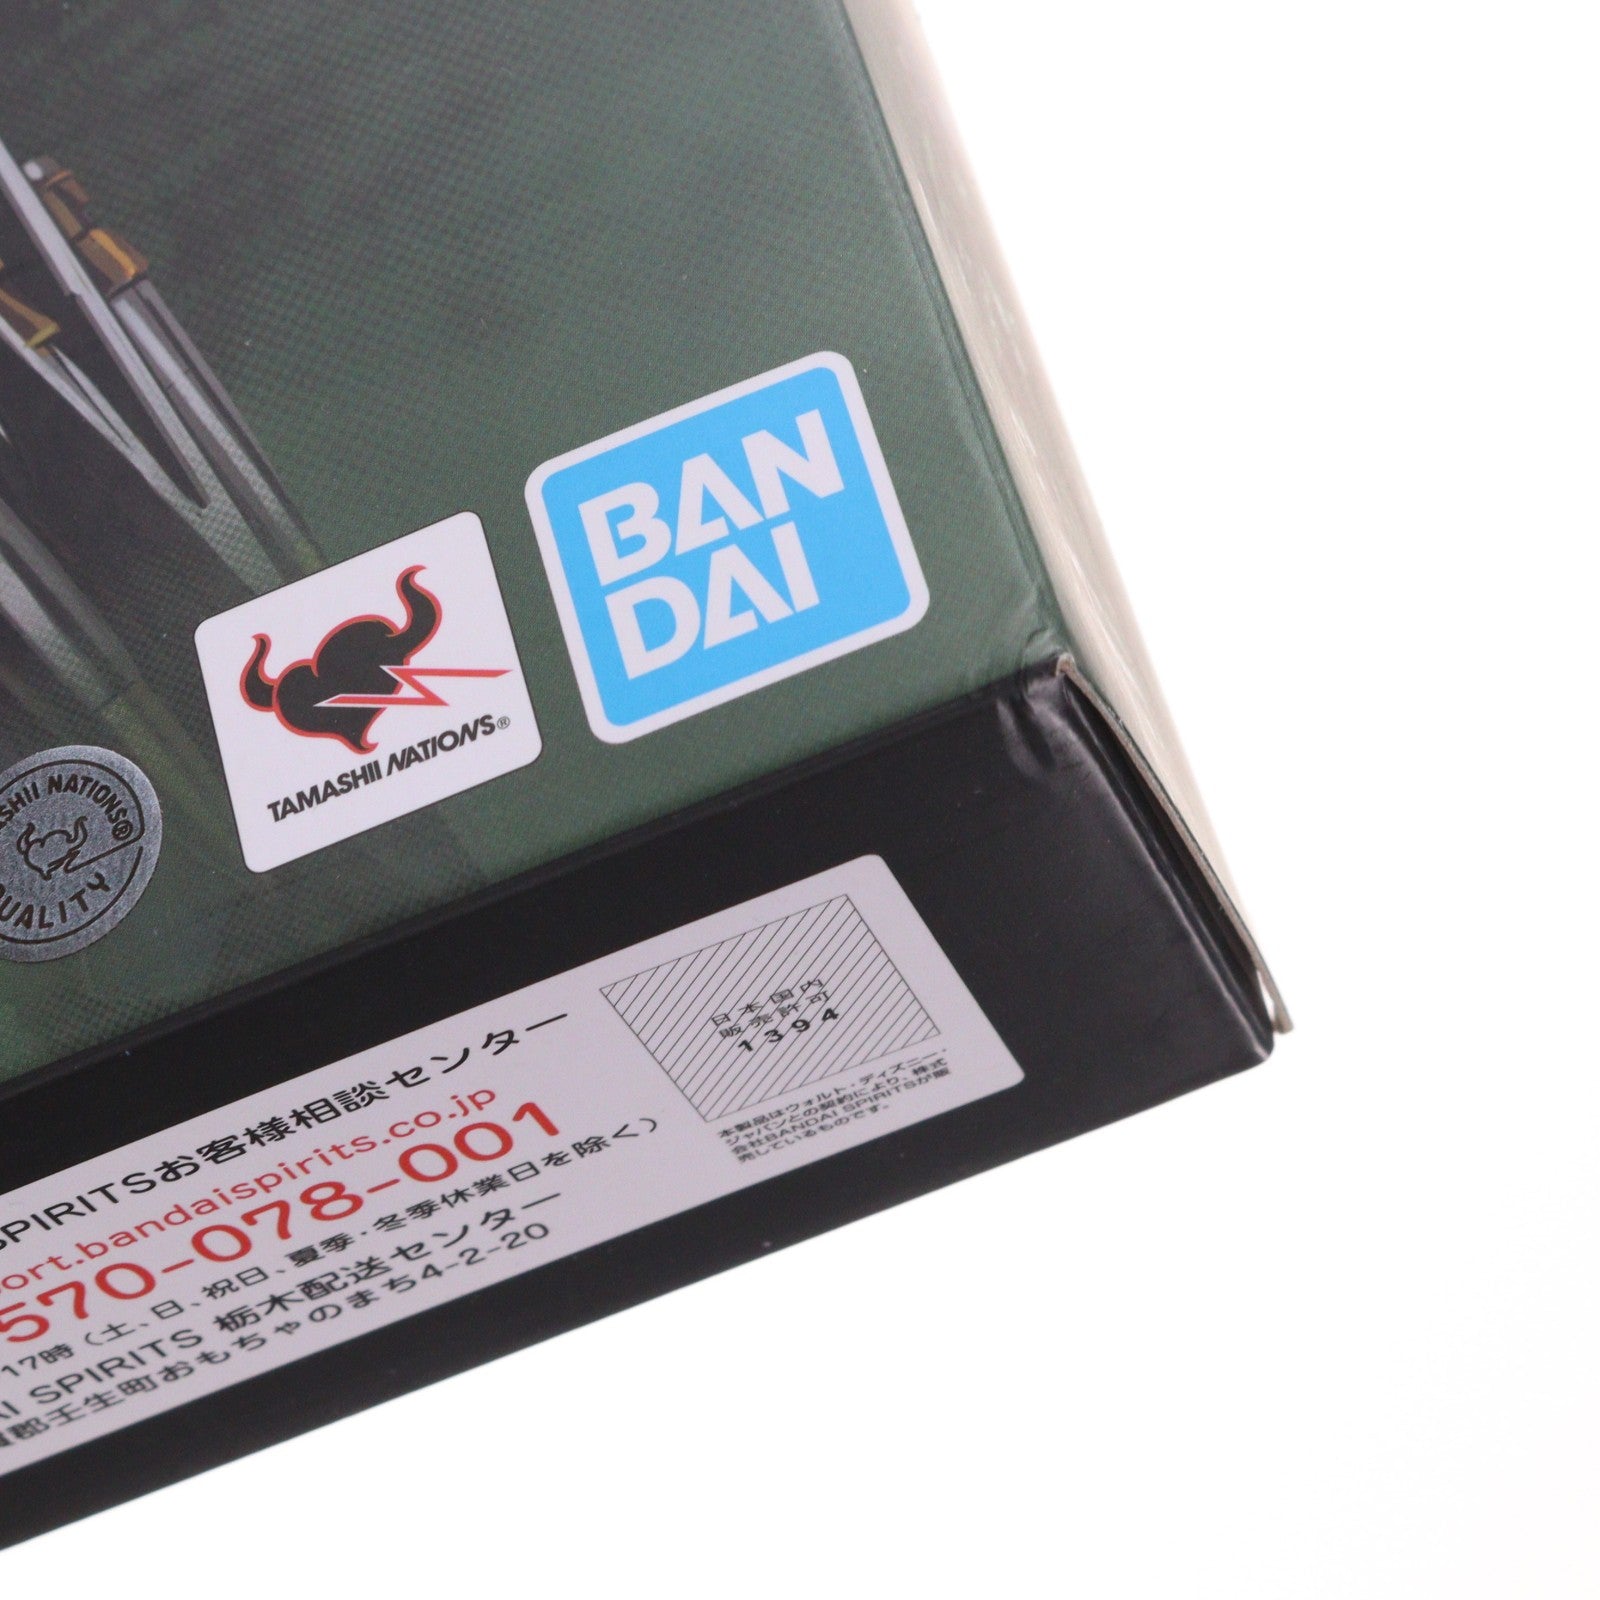 BAN
DAI
TAMASHII NATIONS®
SHII NATIONS®
QUALITY
日本国内
販売許可
1394
本製品はウォルト・ディズニー・
ジャパンとの契約により、株式
会社BANDAI SPIRITSが販
売しているものです。
SPIRITSお客様相談センター
ort.bandaispirits.co.jp
570-078-001
17時（土、日、祝日、夏季・冬季休業日を除く）
AI SPIRITS 栃木配送センター
郡壬生町おもちゃのまち4-2-20